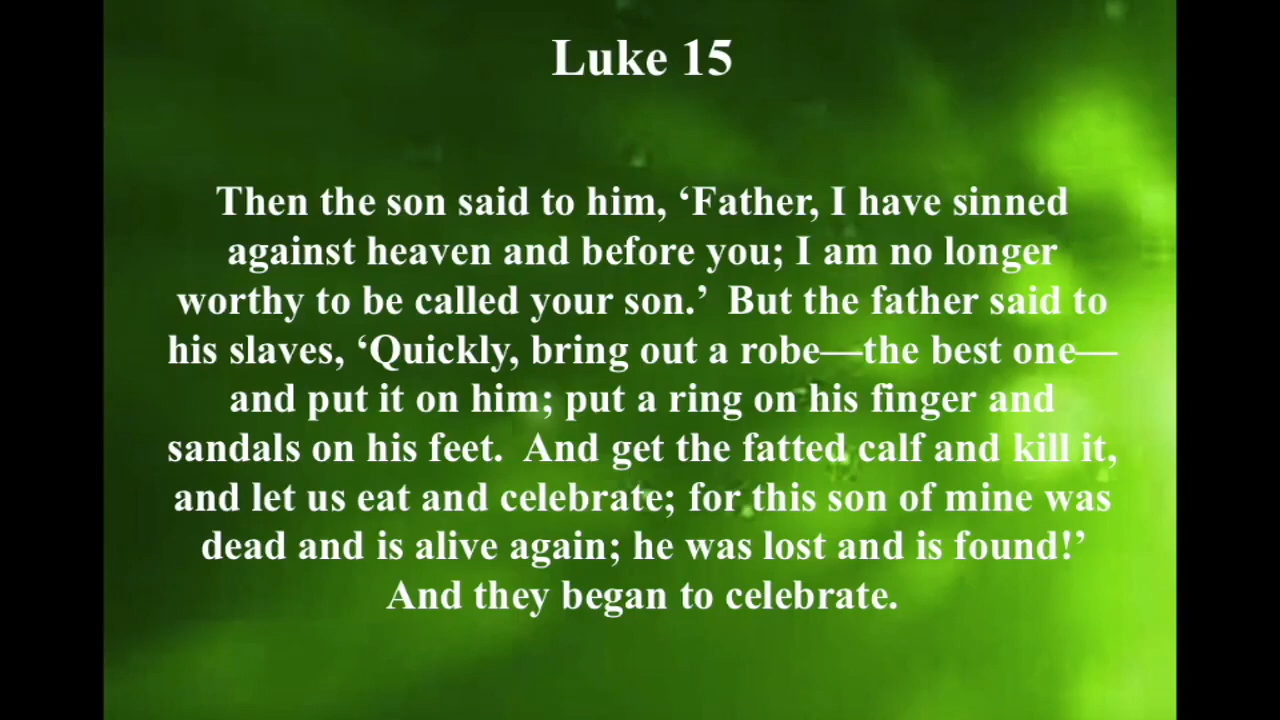 Luke 15
Then the son said to him, ‘Father, I have sinned
against heaven and before you; I am no longer
worthy to be called your son.’  But the father said to
his slaves, ‘Quickly, bring out a robe—the best one—
and put it on him; put a ring on his finger and
sandals on his feet.  And get the fatted calf and kill it,
and let us eat and celebrate; for this son of mine was
dead and is alive again; he was lost and is found!’
And they began to celebrate.